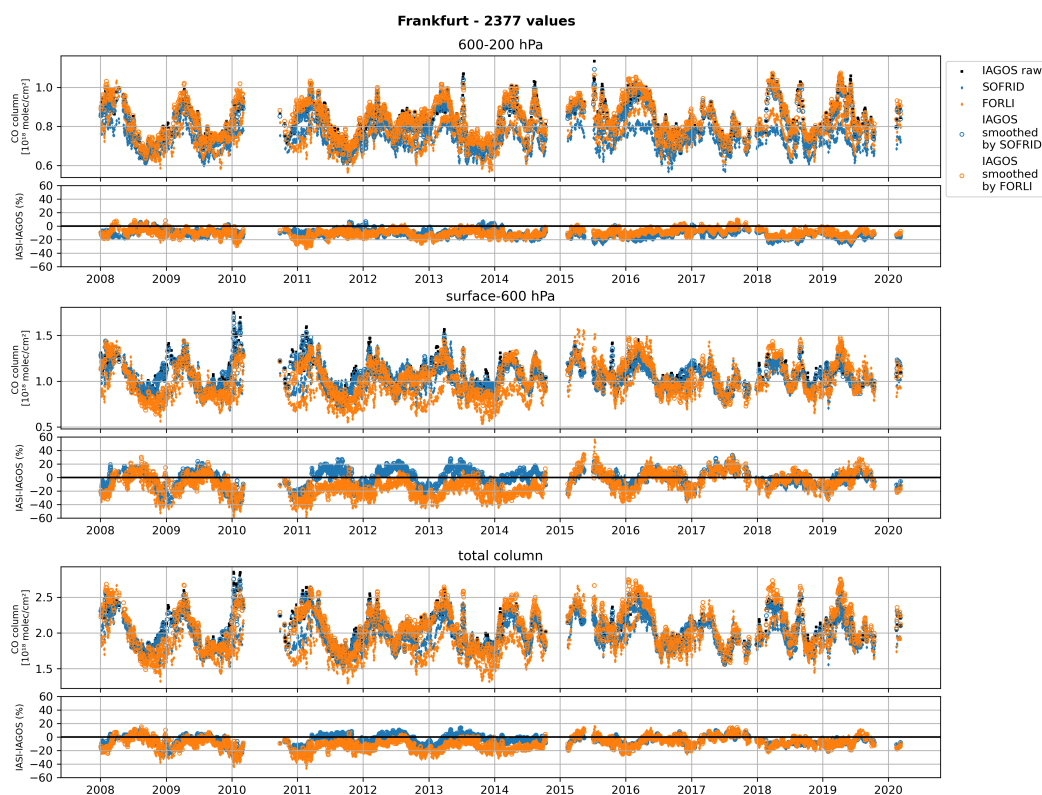 Frankfurt - 2377 values
600-200 hPa
CO column
[10¹⁸ molec/cm²]
1.0
0.8
0.6
IAGOS raw
SOFRID
FORLI
IAGOS
smoothed
by SOFRID
IAGOS
smoothed
by FORLI
IASI-IAGOS (%)
60
40
20
0
−20
−40
−60
2008 2009 2010 2011 2012 2013 2014 2015 2016 2017 2018 2019 2020
surface-600 hPa
CO column
[10¹⁸ molec/cm²]
1.5
1.0
0.5
IASI-IAGOS (%)
60
40
20
0
−20
−40
−60
2008 2009 2010 2011 2012 2013 2014 2015 2016 2017 2018 2019 2020
total column
CO column
[10¹⁸ molec/cm²]
2.5
2.0
1.5
IASI-IAGOS (%)
60
40
20
0
−20
−40
−60
2008 2009 2010 2011 2012 2013 2014 2015 2016 2017 2018 2019 2020